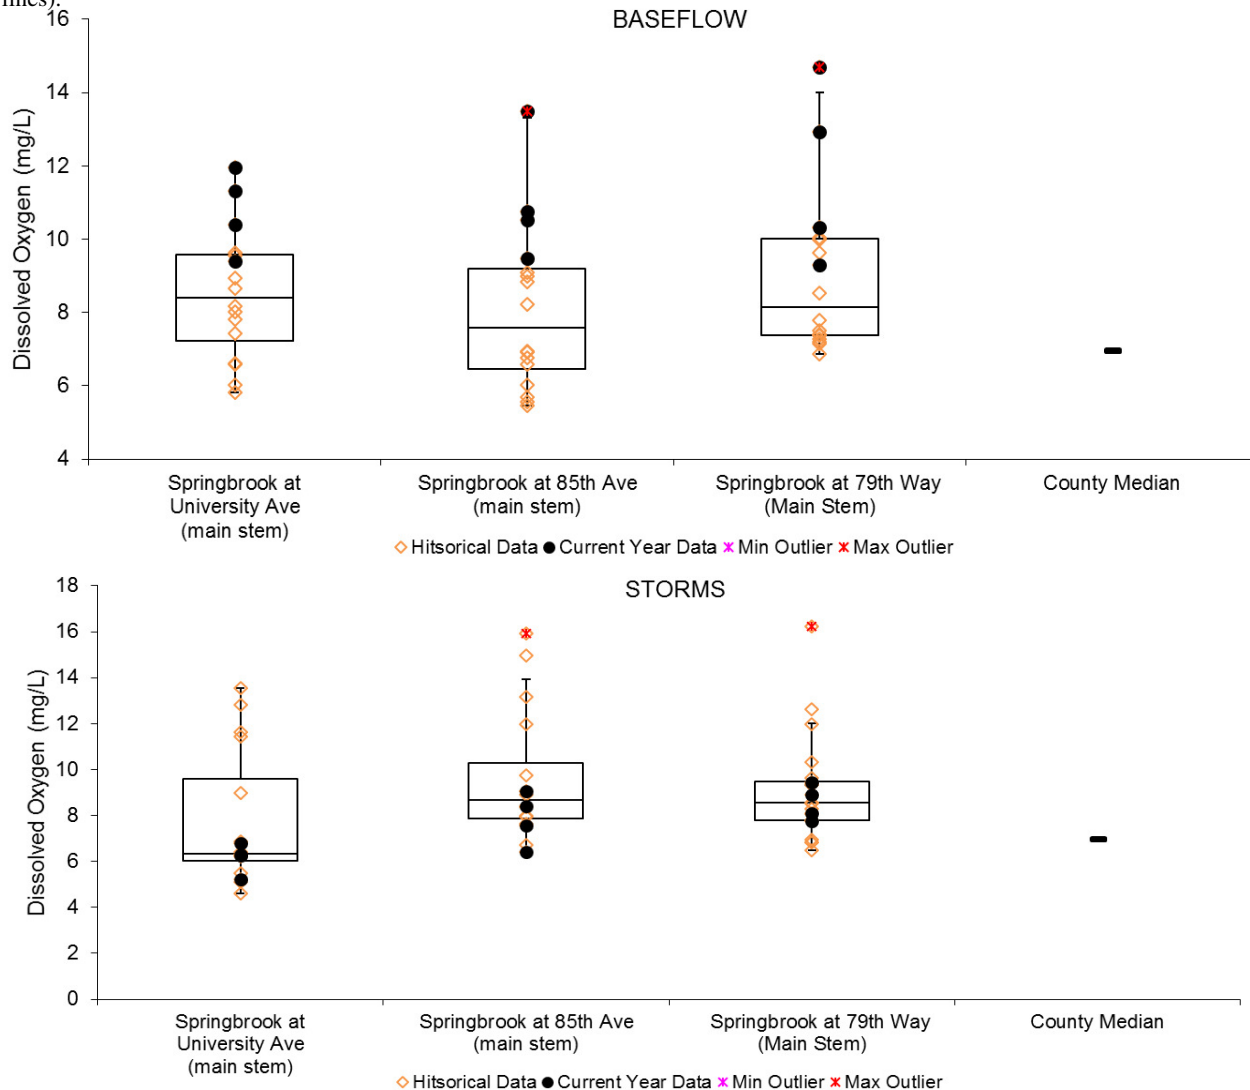 lines).
BASEFLOW
Dissolved Oxygen (mg/L)
16
14
12
10
8
6
4
Springbrook at University Ave (main stem)
Springbrook at 85th Ave (main stem)
Springbrook at 79th Way (Main Stem)
County Median
Hitsorical Data Current Year Data Min Outlier Max Outlier
STORMS
Dissolved Oxygen (mg/L)
18
16
14
12
10
8
6
4
2
0
Springbrook at University Ave (main stem)
Springbrook at 85th Ave (main stem)
Springbrook at 79th Way (Main Stem)
County Median
Hitsorical Data Current Year Data Min Outlier Max Outlier